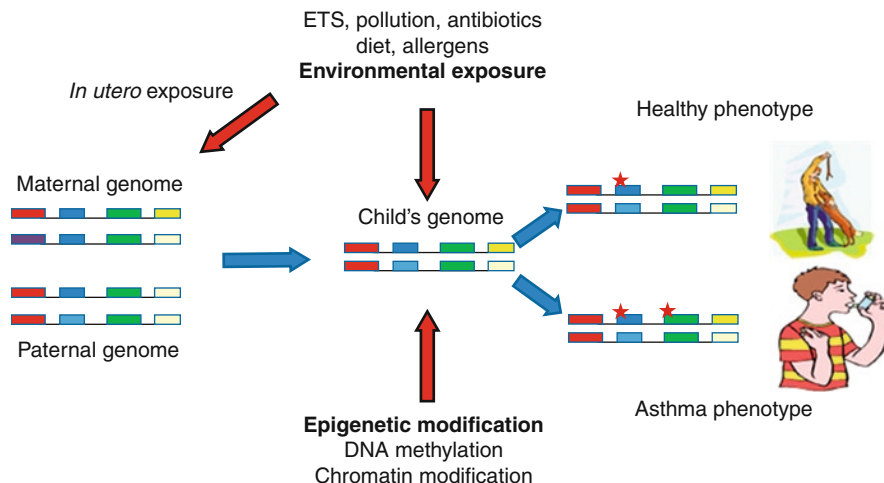 ETS, pollution, antibiotics
diet, allergens
Environmental exposure
In utero exposure
Healthy phenotype
Maternal genome
Child's genome
Paternal genome
Asthma phenotype
Epigenetic modification
DNA methylation
Chromatin modification